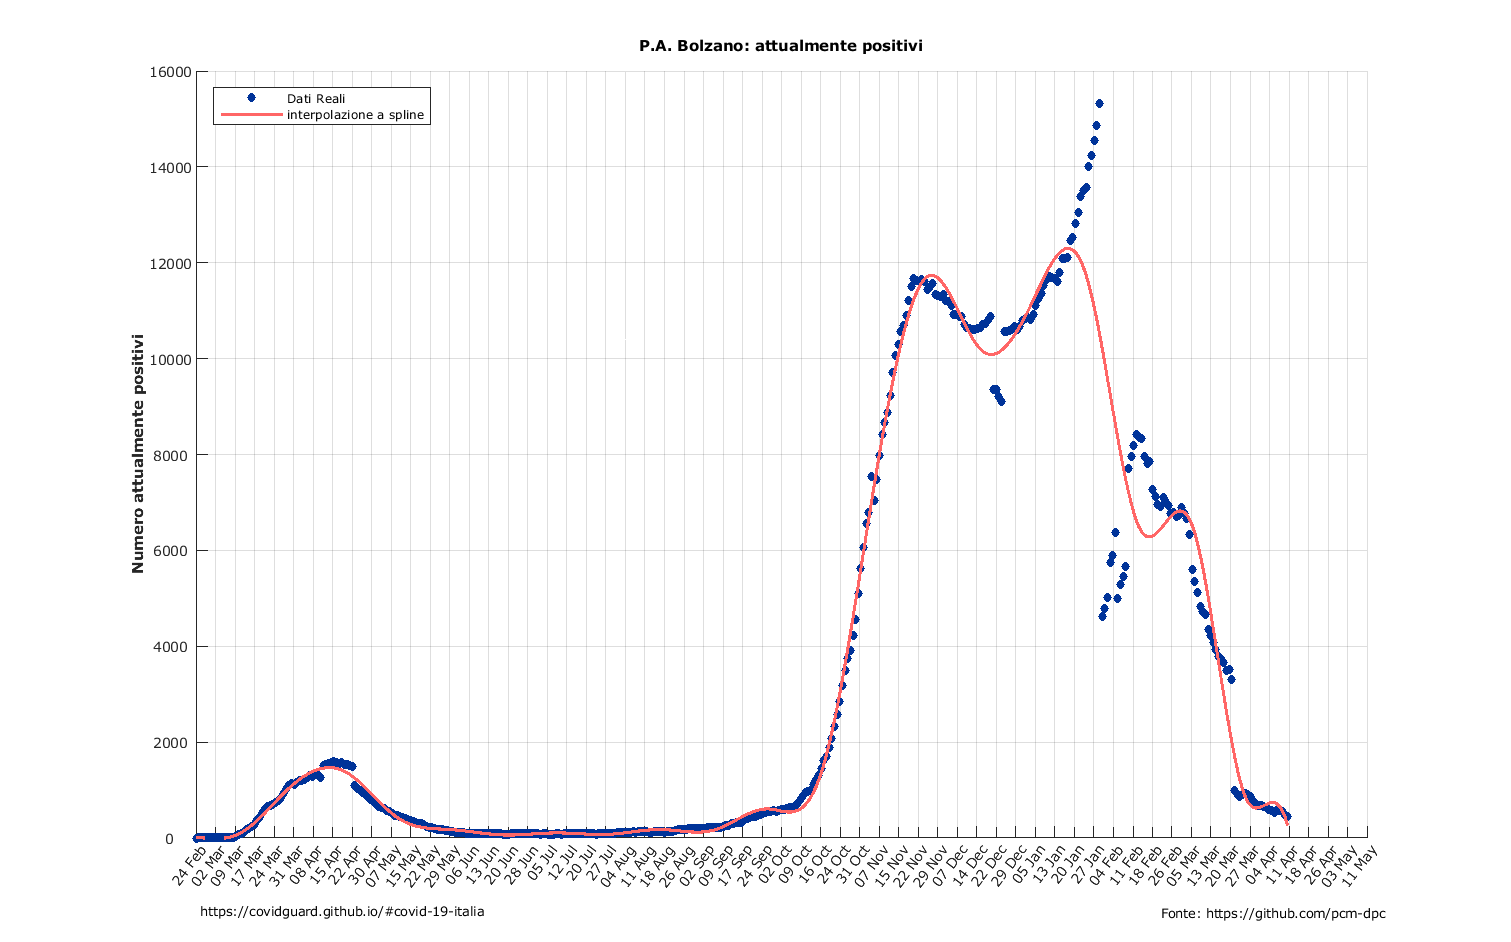 P.A. Bolzano: attualmente positivi
16000
14000
12000
10000
8000
6000
4000
2000
0
Numero attualmente positivi
Dati Reali
interpolazione a spline
24 Feb
02 Mar
09 Mar
17 Mar
24 Mar
31 Mar
08 Apr
15 Apr
22 Apr
30 Apr
07 May
15 May
22 May
29 May
06 Jun
13 Jun
20 Jun
28 Jun
05 Jul
12 Jul
20 Jul
27 Jul
04 Aug
11 Aug
18 Aug
26 Aug
02 Sep
09 Sep
17 Sep
24 Sep
02 Oct
09 Oct
16 Oct
24 Oct
31 Oct
07 Nov
15 Nov
22 Nov
29 Nov
07 Dec
14 Dec
22 Dec
29 Dec
05 Jan
13 Jan
20 Jan
27 Jan
04 Feb
11 Feb
18 Feb
26 Feb
05 Mar
13 Mar
20 Mar
27 Mar
04 Apr
11 Apr
18 Apr
26 Apr
03 May
11 May
https://covidguard.github.io/#covid-19-italia
Fonte: https://github.com/pcm-dpc